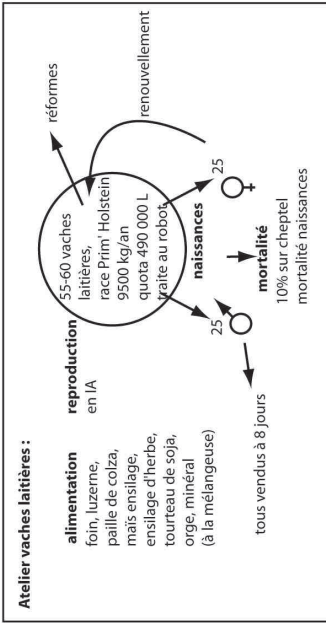 Atelier vaches laitières :
alimentation
foin, luzerne,
paille de colza,
maïs ensilage,
ensilage d'herbe,
tourteau de soja,
orge, minéral
(à la mélangeuse)
reproduction
en IA
55-60 vaches
laitières,
race Prim' Holstein
9500 kg/an
quota 490 000 L
traite au robot
réformes
renouvellement
naissances
25
25
mortalité
10% sur cheptel
mortalité naissances
tous vendus à 8 jours